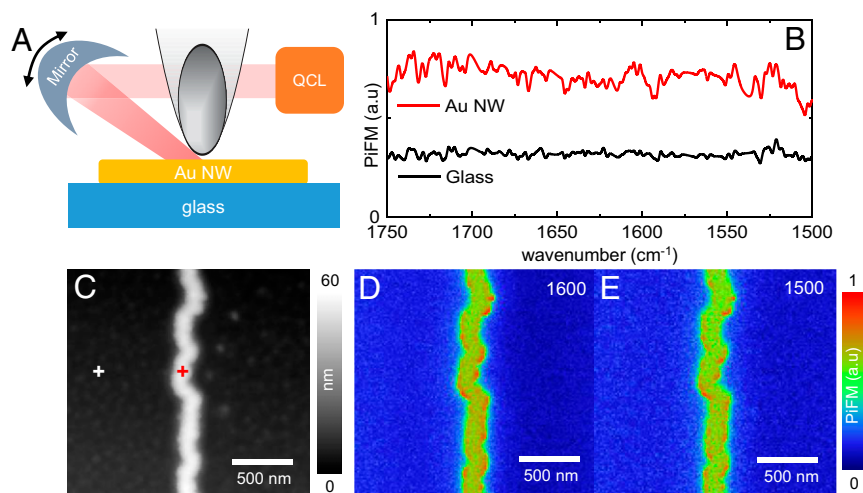 A
Mirror
QCL
Au NW
glass
B
1
PiFM (a.u)
0
Au NW
Glass
1750
1700
1650
1600
1550
1500
wavenumber (cm⁻¹)
C
500 nm
60
nm
0
D
1600
500 nm
E
1500
500 nm
1
PiFM (a.u)
0